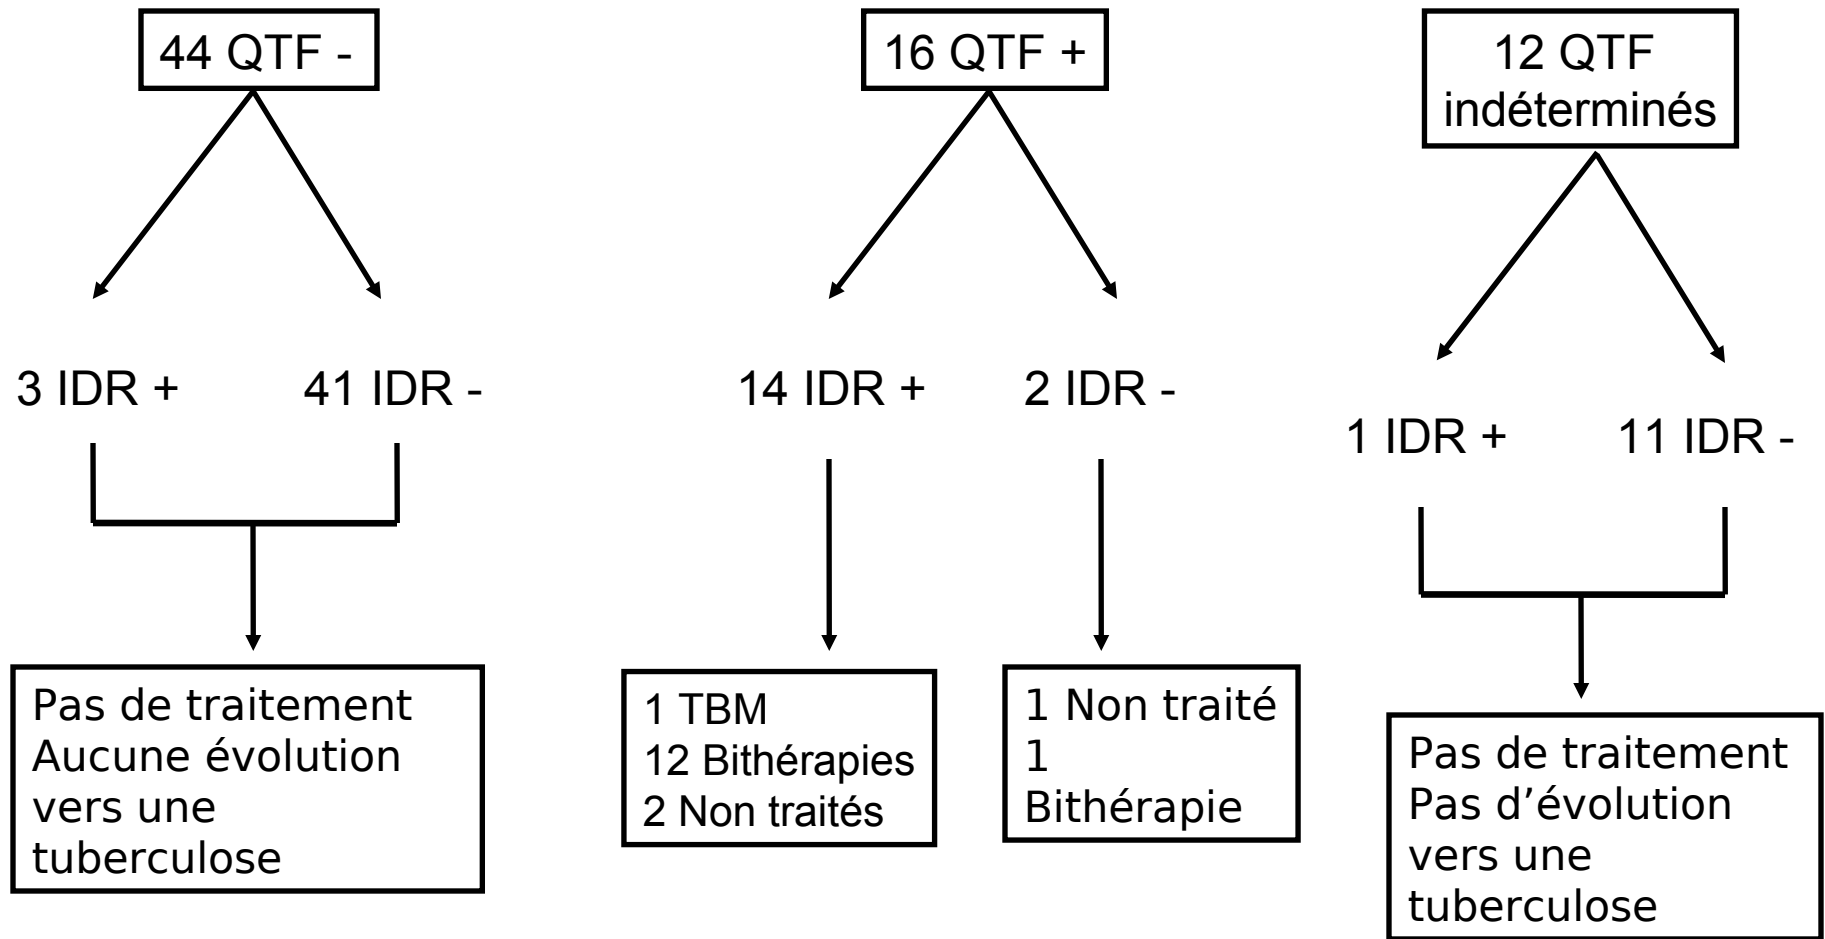 44 QTF -
16 QTF +
12 QTF
indéterminés
3 IDR +
41 IDR -
14 IDR +
2 IDR -
1 IDR +
11 IDR -
Pas de traitement
Aucune évolution
vers une
tuberculose
1 TBM
12 Bithérapies
2 Non traités
1 Non traité
1
Bithérapie
Pas de traitement
Pas d’évolution
vers une
tuberculose